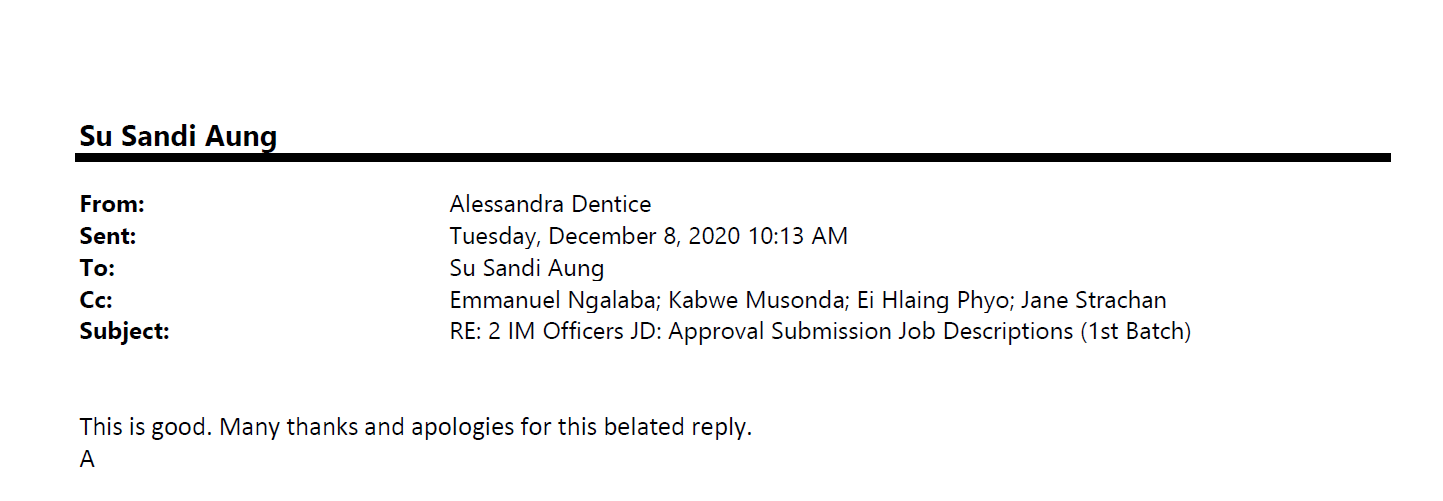 Su Sandi Aung
From: Alessandra Dentice
Sent: Tuesday, December 8, 2020 10:13 AM
To: Su Sandi Aung
Cc: Emmanuel Ngalaba; Kabwe Musonda; Ei Hlaing Phyo; Jane Strachan
Subject: RE: 2 IM Officers JD: Approval Submission Job Descriptions (1st Batch)
This is good. Many thanks and apologies for this belated reply.
A